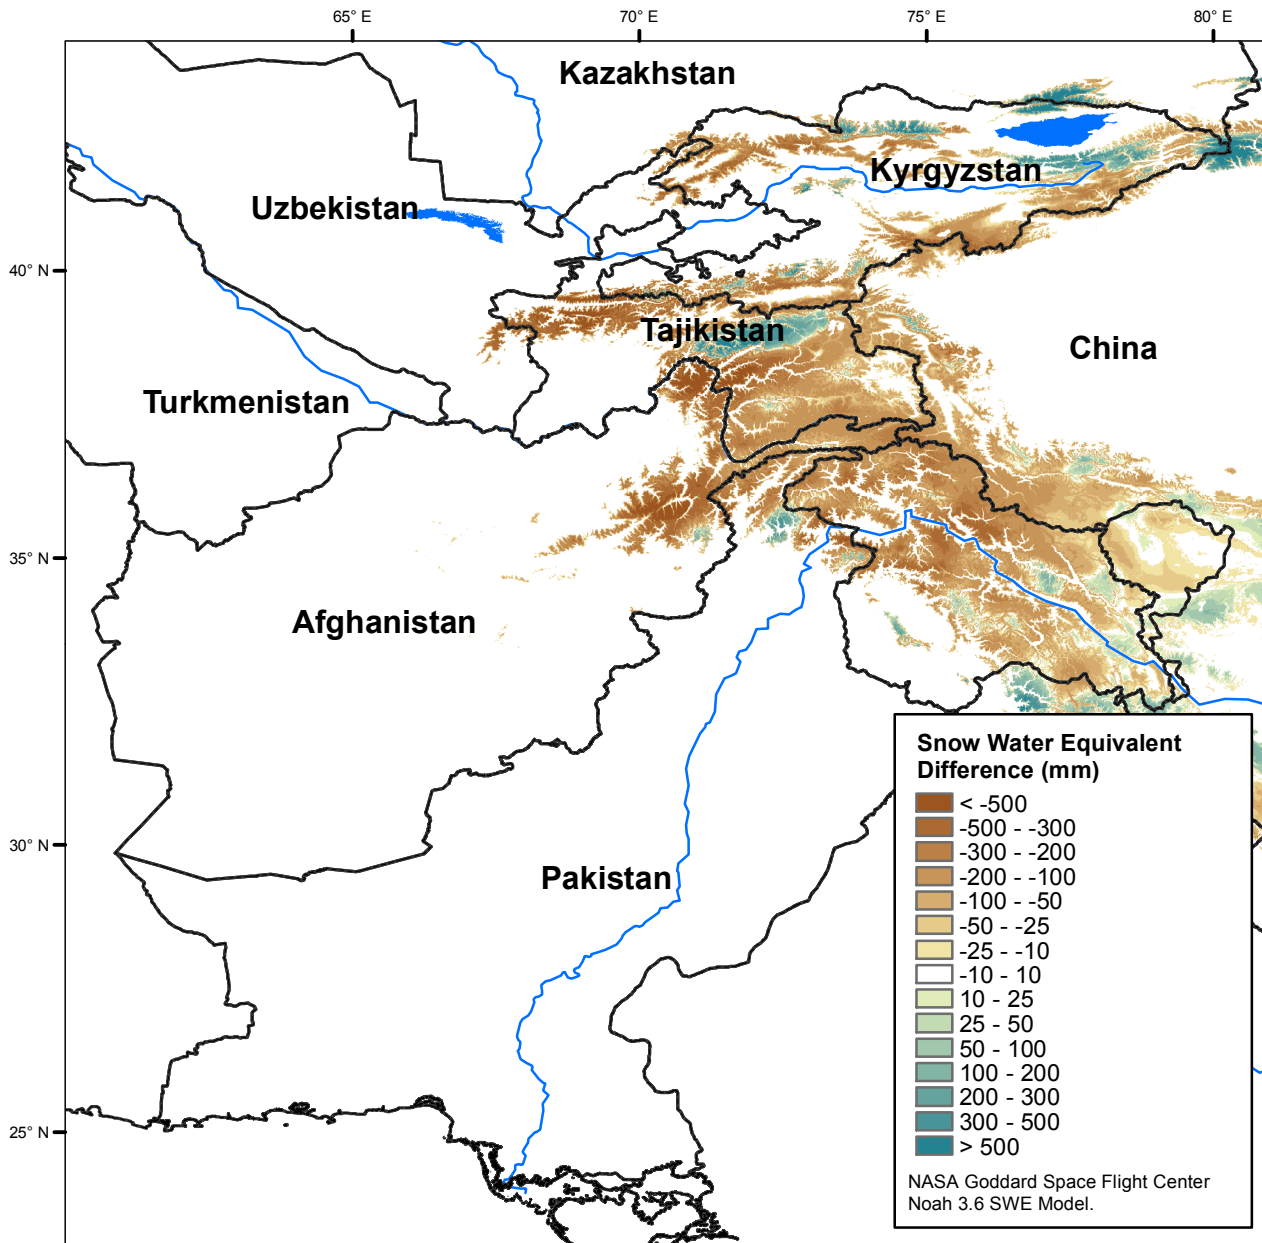 65° E
70° E
75° E
80° E
Kazakhstan
Kyrgyzstan
Uzbekistan
40° N
Tajikistan
China
Turkmenistan
35° N
Afghanistan
30° N
Pakistan
25° N
Snow Water Equivalent
Difference (mm)
< -500
-500 - -300
-300 - -200
-200 - -100
-100 - -50
-50 - -25
-25 - -10
-10 - 10
10 - 25
25 - 50
50 - 100
100 - 200
200 - 300
300 - 500
> 500
NASA Goddard Space Flight Center
Noah 3.6 SWE Model.